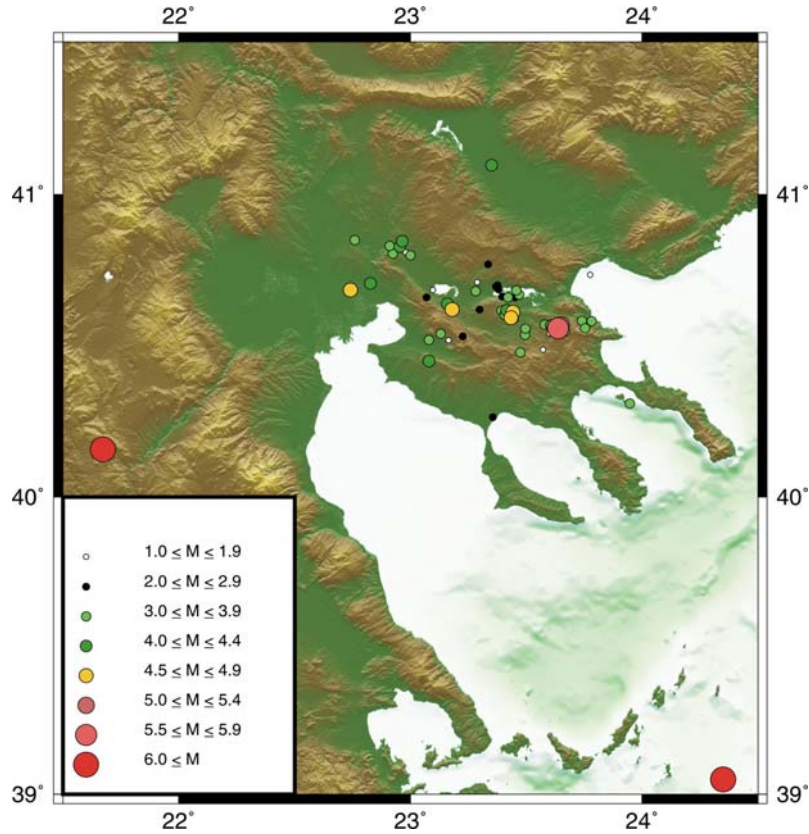 22° 23° 24°
41° 41°
40° 40°
1.0 ≤ M ≤ 1.9
2.0 ≤ M ≤ 2.9
3.0 ≤ M ≤ 3.9
4.0 ≤ M ≤ 4.4
4.5 ≤ M ≤ 4.9
5.0 ≤ M ≤ 5.4
5.5 ≤ M ≤ 5.9
6.0 ≤ M
39° 39°
22° 23° 24°